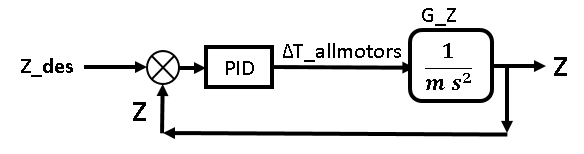 G_Z
Z_des
PID
ΔT_allmotors
1
m s²
Z
Z